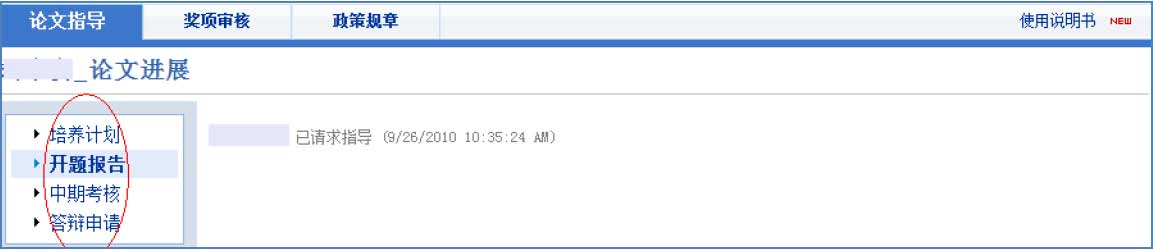 论文指导 奖项审核 政策规章 使用说明书 NEW
_论文进展
培养计划
已请求指导 (9/26/2010 10:35:24 AM)
开题报告
中期考核
答辩申请